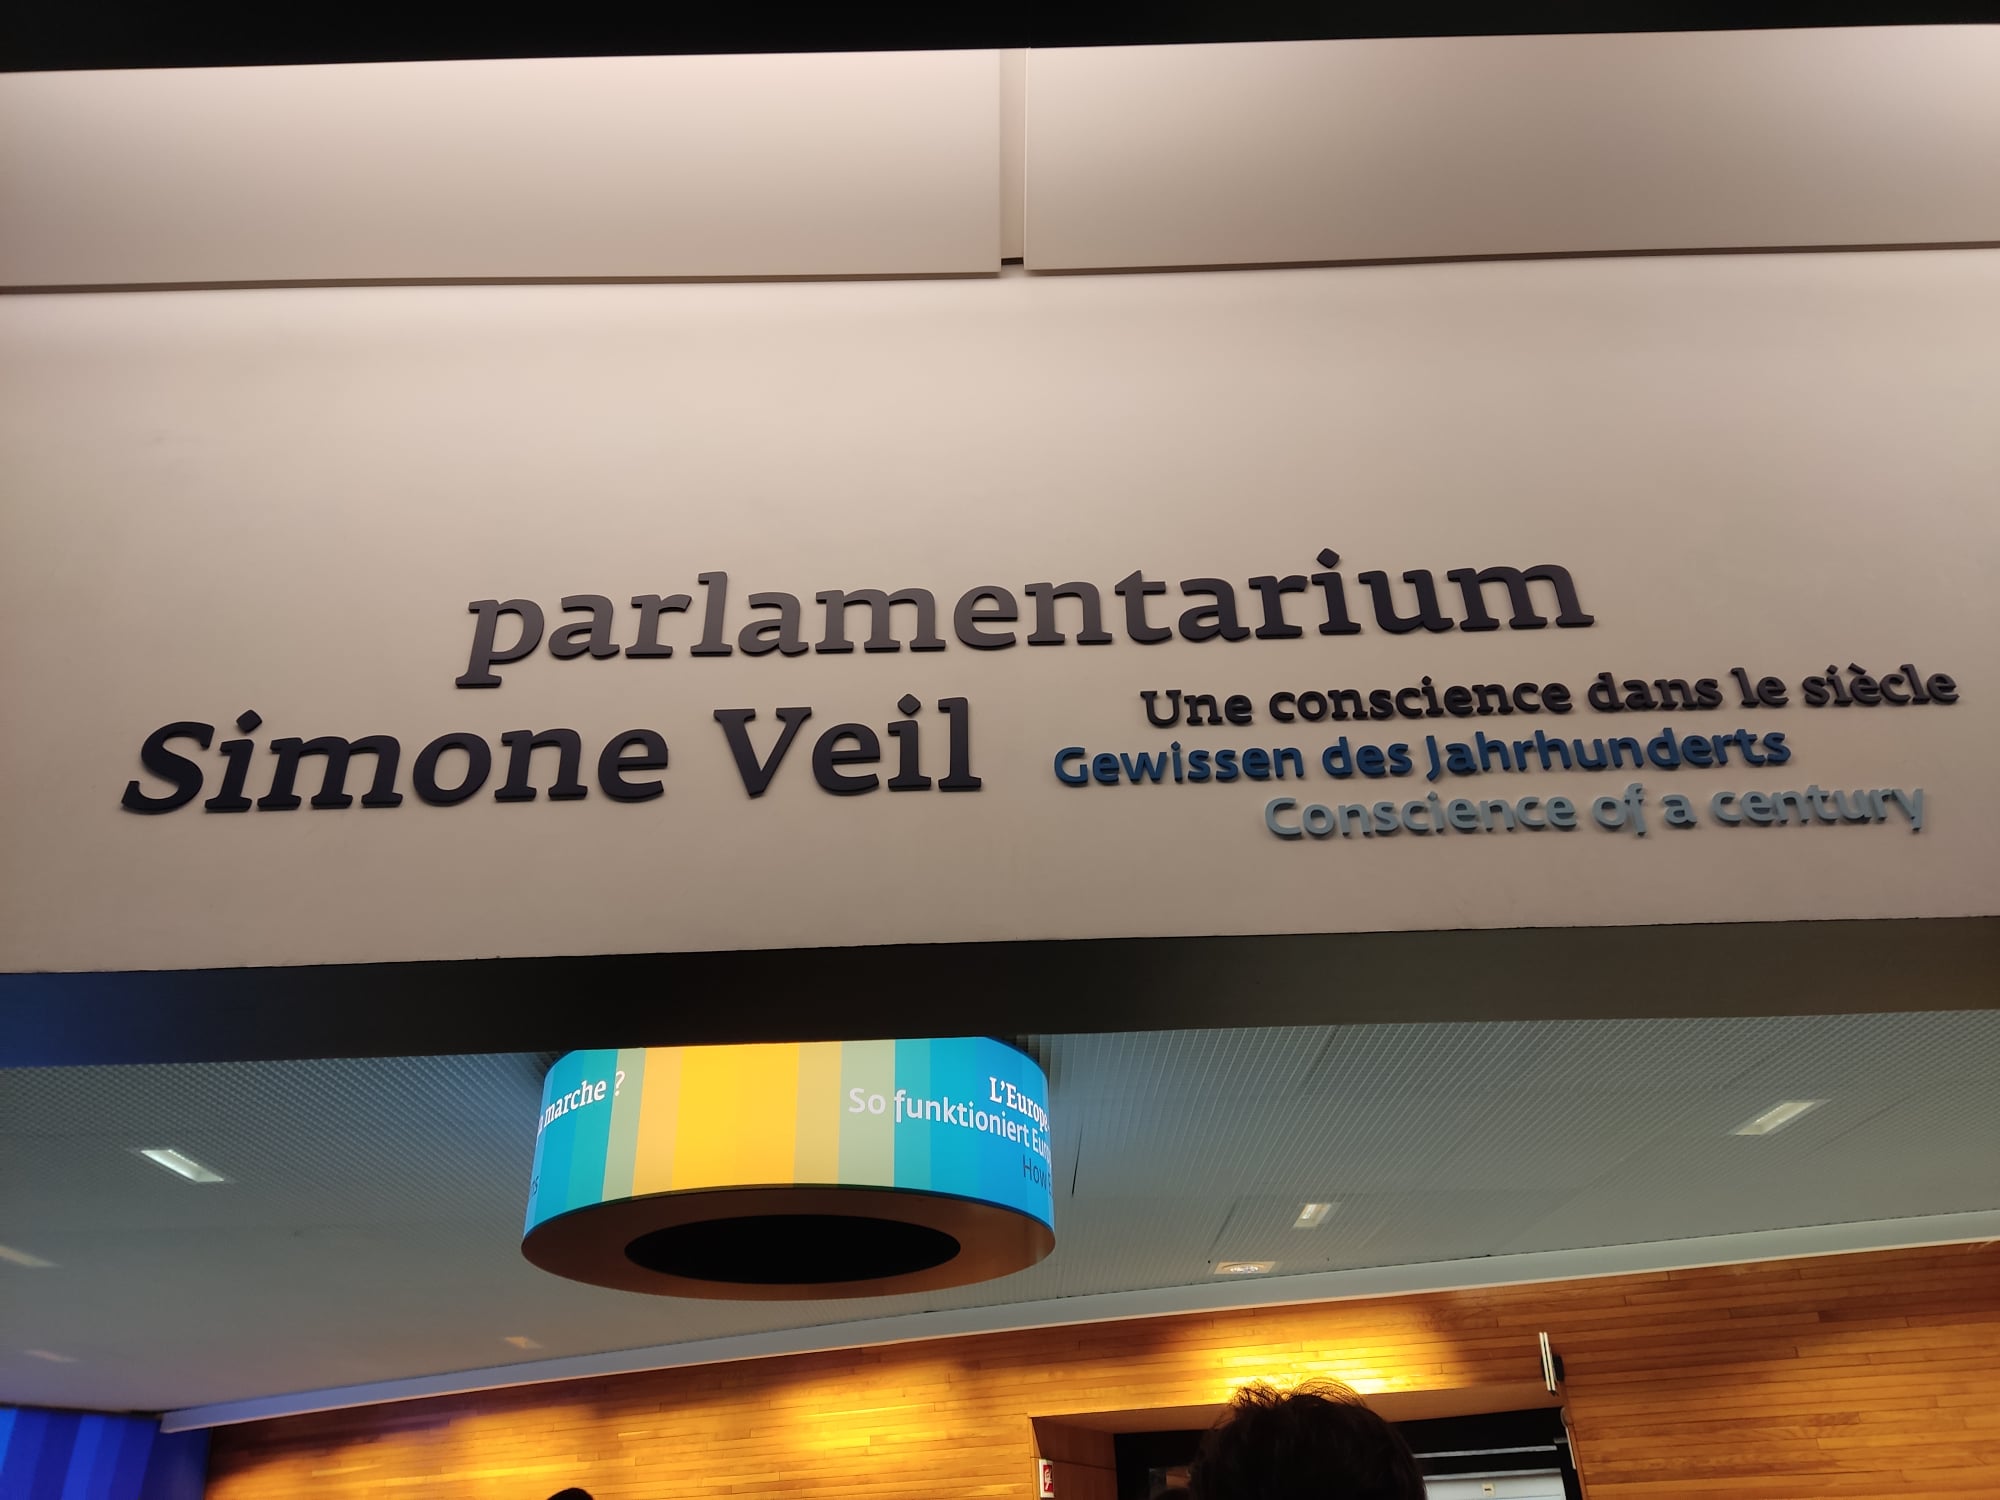 parlamentarium
Simone Veil
Une conscience dans le siècle
Gewissen des Jahrhunderts
Conscience of a century
marche ?
L'Europe
So funktioniert
How